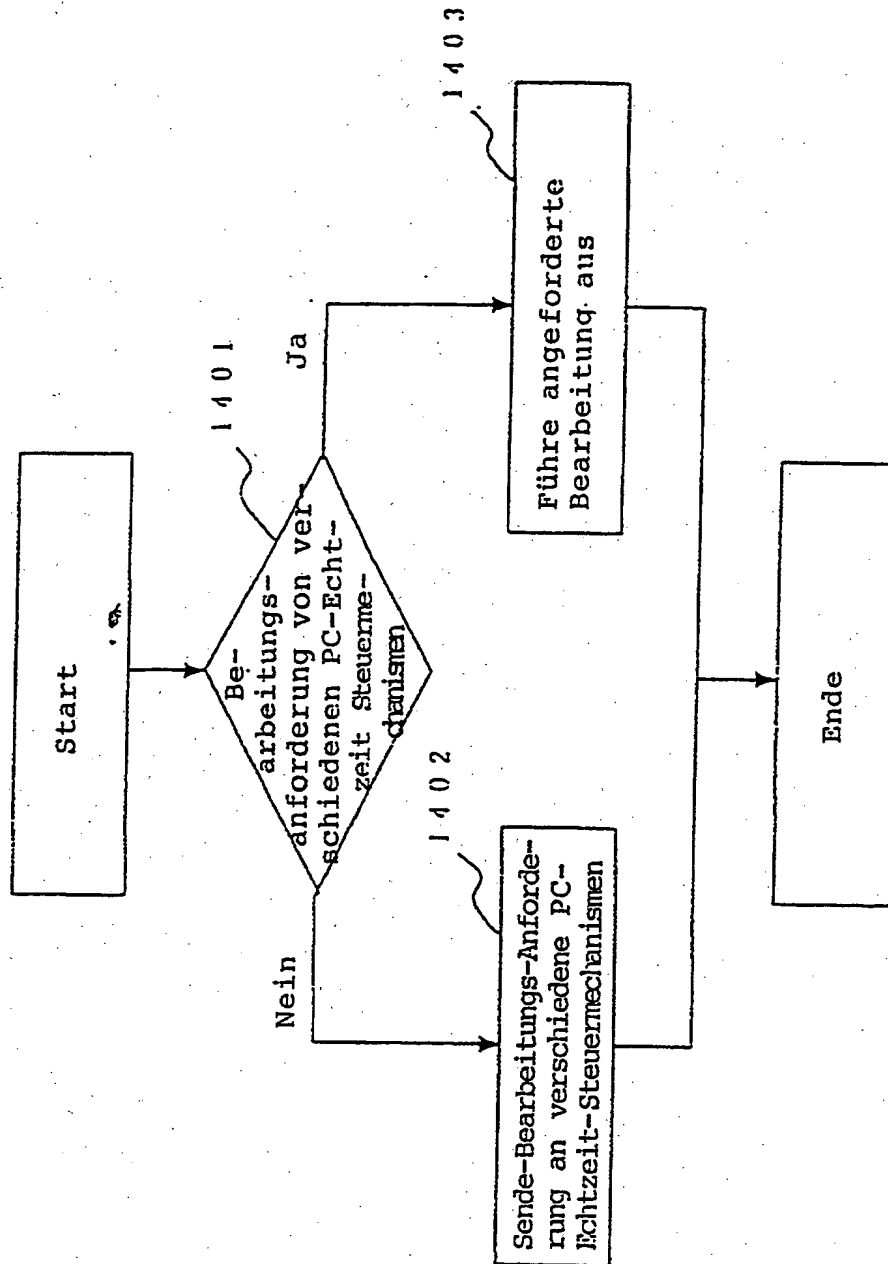 Start
1401
Be-
arbeitungs-
anforderung von ver-
schiedenen PC-Echt-
zeit Steuerme-
chanismen
Nein
Ja
1402
Sende-Bearbeitungs-Anforde-
rung an verschiedene PC-
Echtzeit-Steuermechanismen
1403
Führe angeforderte
Bearbeitung aus
Ende